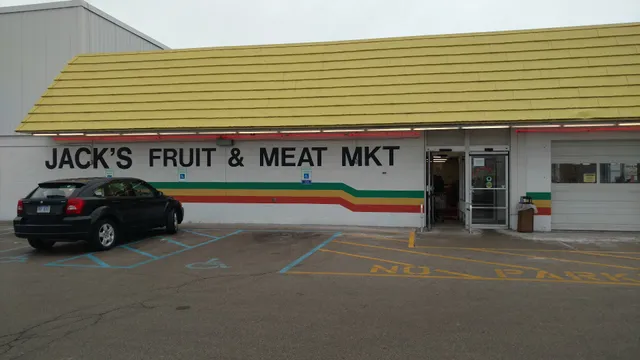 JACK'S FRUIT & MEAT MKT
NO PARK